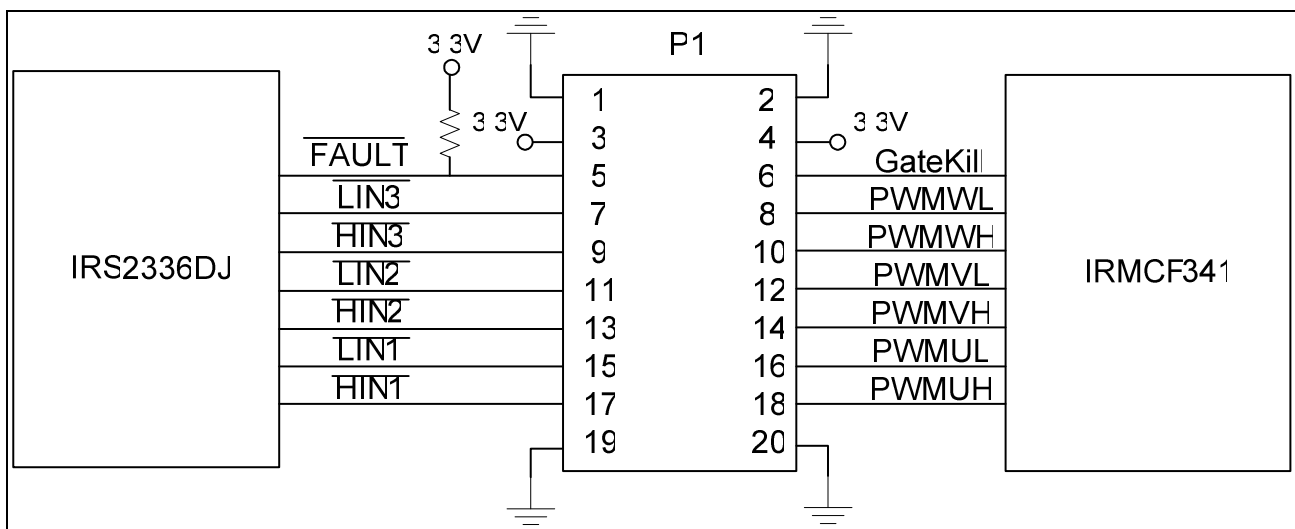 P1
3 3V
1 2
3 3V 3 4 3 3V
FAULT 5 6 GateKill
LIN3 7 8 PWMWL
HIN3 9 10 PWMWH
IRS2336DJ
LIN2 11 12 PWMVL
IRMCF341
HIN2 13 14 PWMVH
LIN1 15 16 PWMUL
HIN1 17 18 PWMUH
19 20